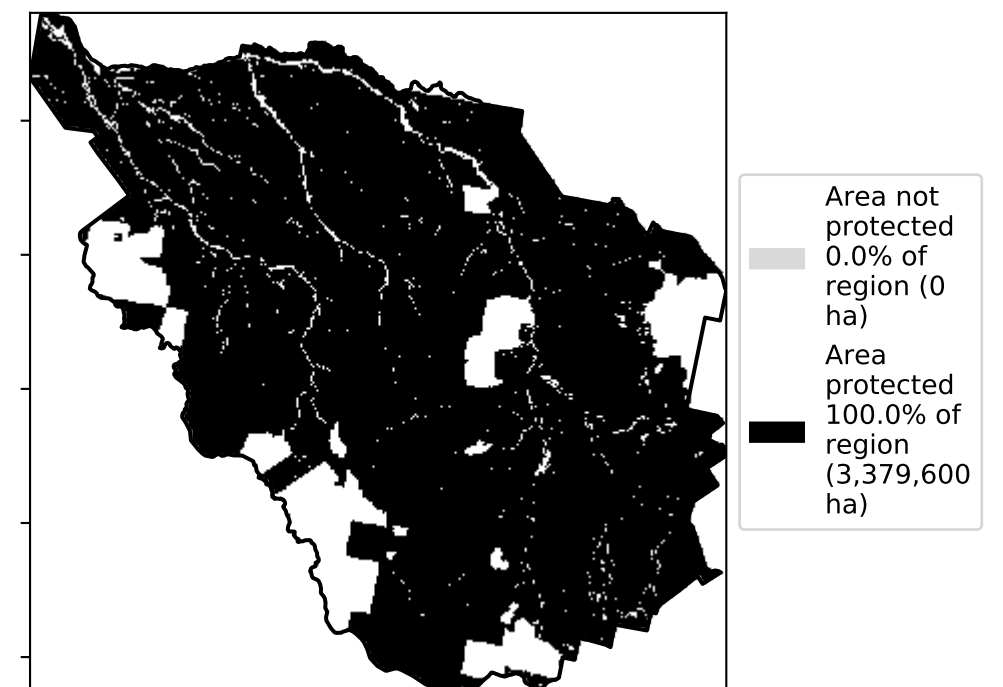 Area not
protected
0.0% of
region (0
ha)
Area
protected
100.0% of
region
(3,379,600
ha)